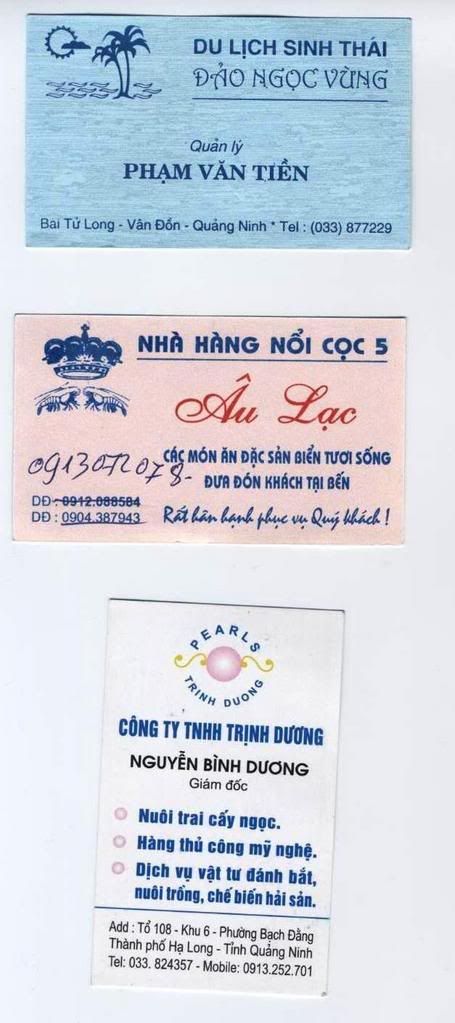 DU LỊCH SINH THÁI
ĐẢO NGỌC VỪNG
Quản lý
PHẠM VĂN TIỀN
Bái Tử Long - Vân Đồn - Quảng Ninh * Tel : (033) 877229
NHÀ HÀNG NỔI CỌC 5
Âu Lạc
CÁC MÓN ĂN ĐẶC SẢN BIỂN TƯƠI SỐNG
0913072078-
ĐƯA ĐÓN KHÁCH TẠI BẾN
DĐ: 0912.088584
DĐ : 0904.387943 Rất hân hạnh phục vụ Quý khách !
PEARLS
TRINH DUONG
CÔNG TY TNHH TRỊNH DƯƠNG
NGUYỄN BÌNH DƯƠNG
Giám đốc
Nuôi trai cấy ngọc.
Hàng thủ công mỹ nghệ.
Dịch vụ vật tư đánh bắt,
nuôi trồng, chế biến hải sản.
Add : Tổ 108 - Khu 6 - Phường Bạch Đằng
Thành phố Hạ Long - Tỉnh Quảng Ninh
Tel: 033. 824357 - Mobile: 0913.252.701